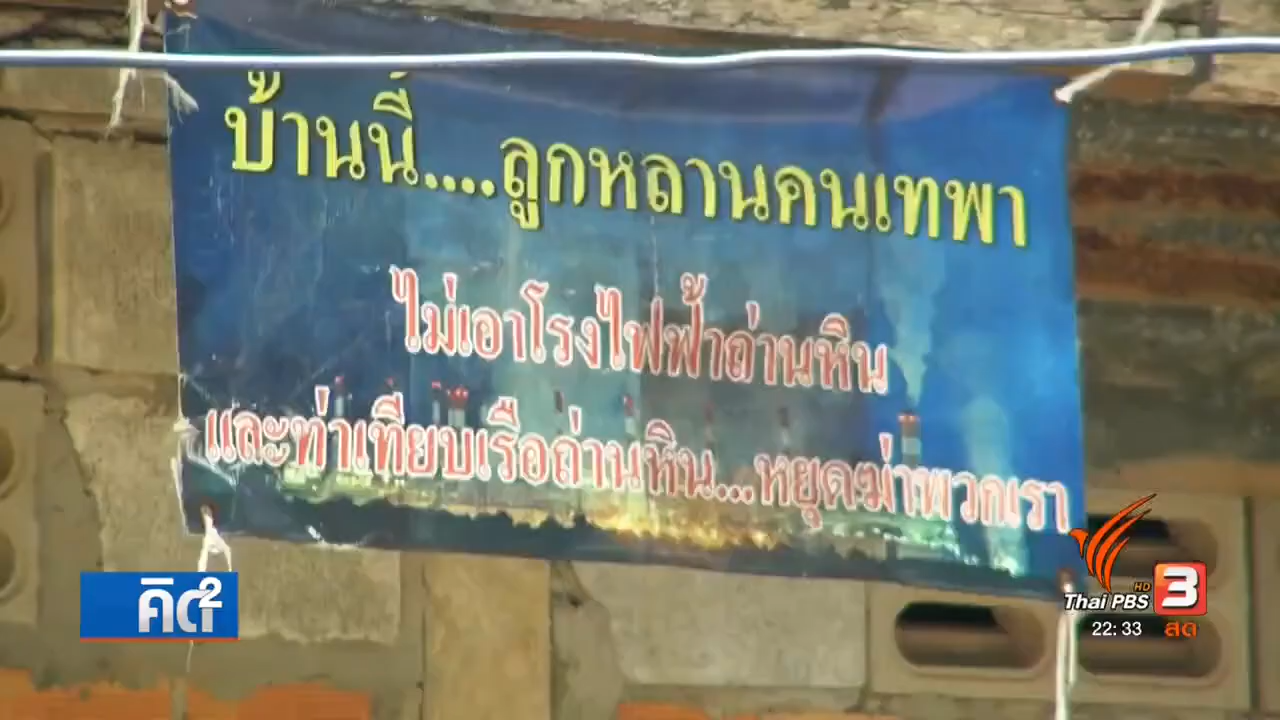 บ้านนี้....ลูกหลานคนเทพา
ไม่เอาโรงไฟฟ้าถ่านหิน
และท่าเทียบเรือถ่านหิน...หยุดฆ่าพวกเรา
คิด2
Thai PBS HD 3
22:33 สด